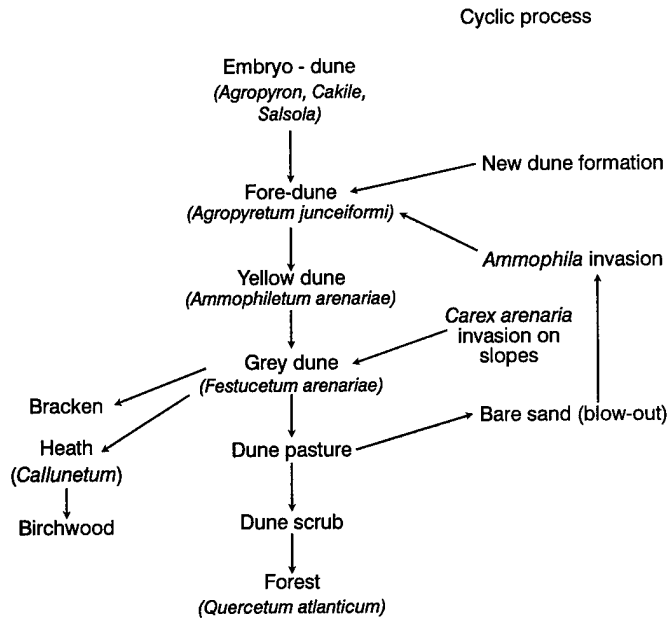 Cyclic process
Embryo - dune
(Agropyron, Cakile,
Salsola)
New dune formation
Fore-dune
(Agropyretum junceiformi)
Ammophila invasion
Yellow dune
(Ammophiletum arenariae)
Carex arenaria
invasion on
slopes
Grey dune
(Festucetum arenariae)
Bracken
Bare sand (blow-out)
Heath
(Callunetum)
Dune pasture
Birchwood
Dune scrub
Forest
(Quercetum atlanticum)